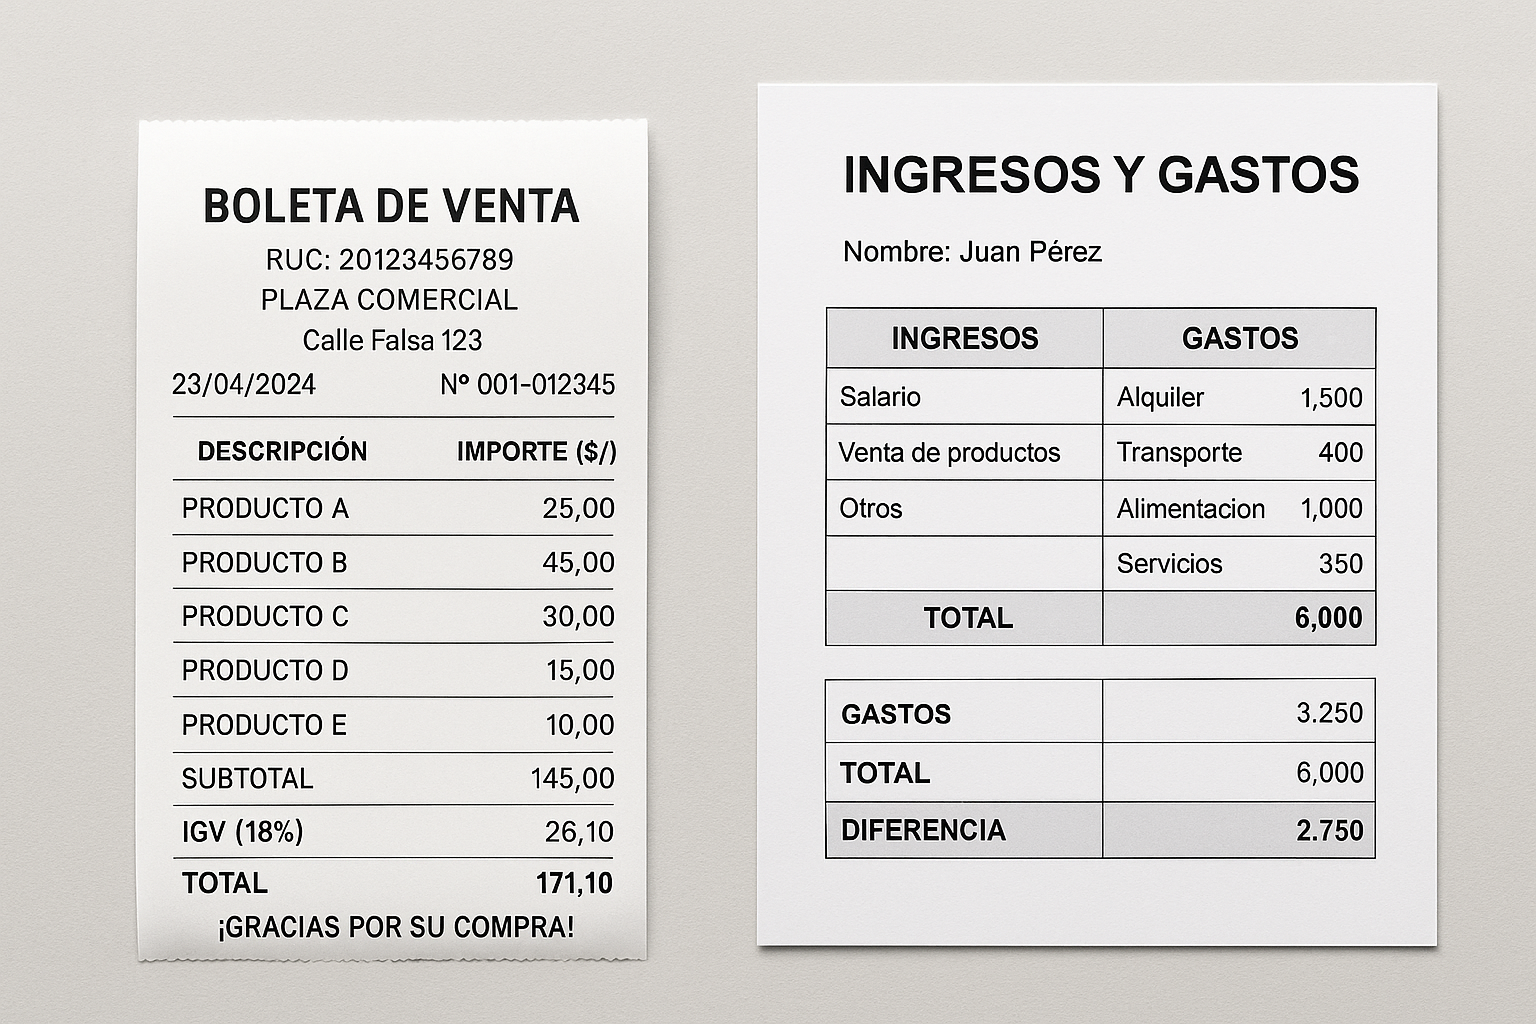 BOLETA DE VENTA
RUC: 20123456789
PLAZA COMERCIAL
Calle Falsa 123
23/04/2024 Nº 001-012345
DESCRIPCIÓN IMPORTE ($/)
PRODUCTO A 25,00
PRODUCTO B 45,00
PRODUCTO C 30,00
PRODUCTO D 15,00
PRODUCTO E 10,00
SUBTOTAL 145,00
IGV (18%) 26,10
TOTAL 171,10
¡GRACIAS POR SU COMPRA!
INGRESOS Y GASTOS
Nombre: Juan Pérez
INGRESOS GASTOS
Salario Alquiler 1,500
Venta de productos Transporte 400
Otros Alimentacion 1,000
Servicios 350
TOTAL 6,000
GASTOS 3.250
TOTAL 6,000
DIFERENCIA 2.750